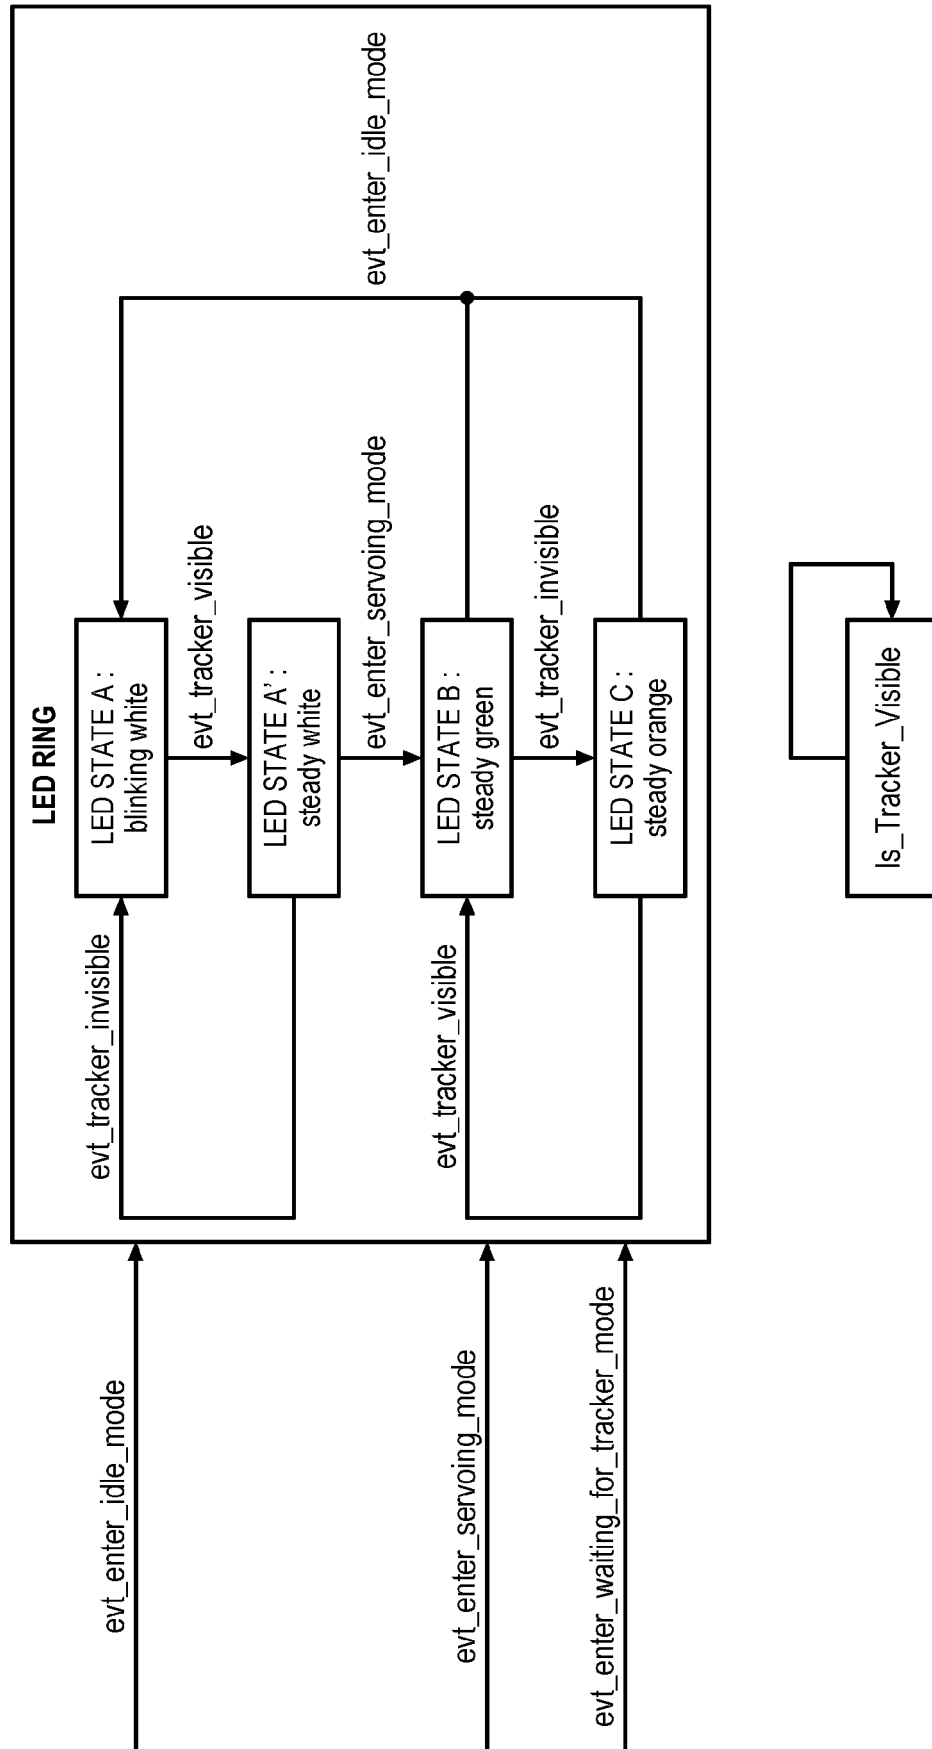 LED RING
evt_enter_idle_mode
evt_tracker_invisible
LED STATE A :
blinking white
evt_tracker_visible
LED STATE A' :
steady white
evt_enter_servoing_mode
evt_enter_idle_mode
evt_enter_servoing_mode
evt_tracker_visible
LED STATE B :
steady green
evt_tracker_invisible
evt_enter_waiting_for_tracker_mode
LED STATE C :
steady orange
Is_Tracker_Visible